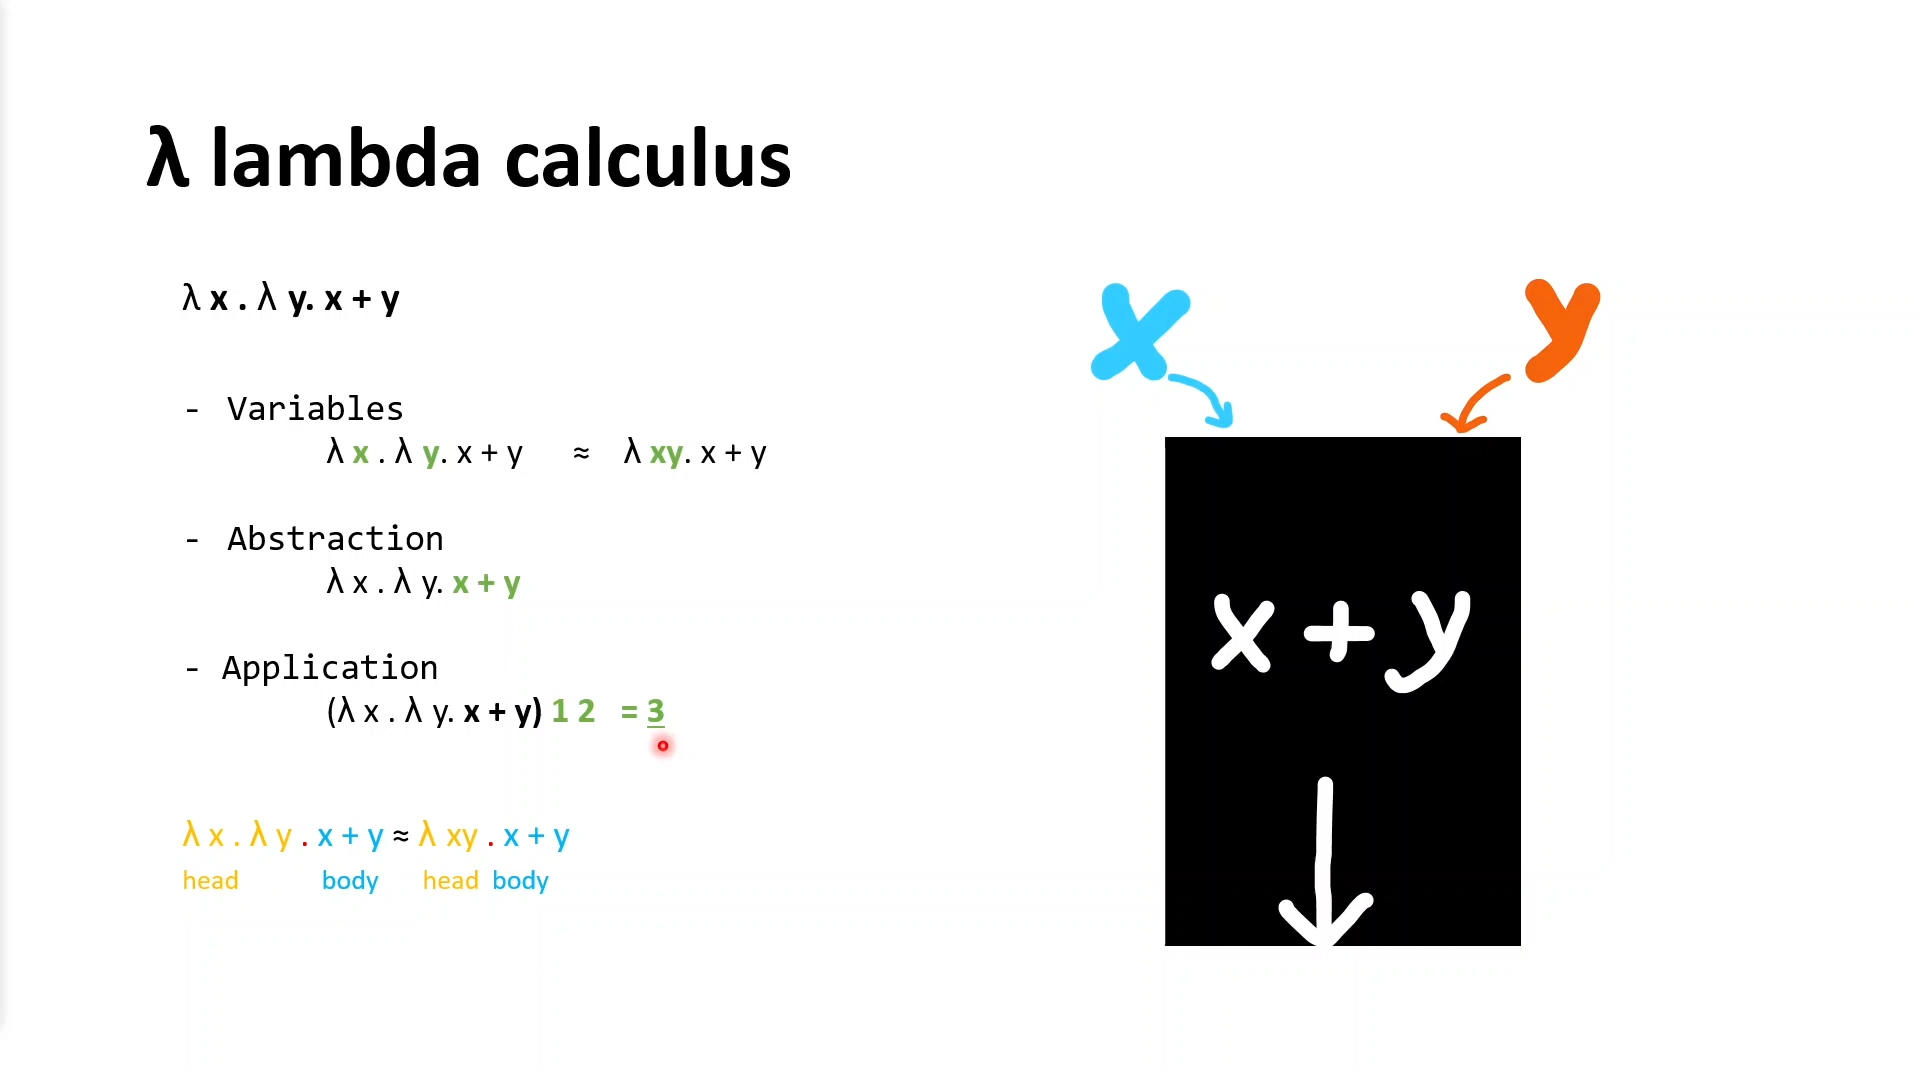 λ lambda calculus
λ x . λ y. x + y
- Variables
λ x . λ y. x + y ≈ λ xy. x + y
- Abstraction
λ x . λ y. x + y
- Application
(λ x . λ y. x + y) 1 2 = 3
λ x . λ y . x + y ≈ λ xy . x + y
head body head body
x y
x + y